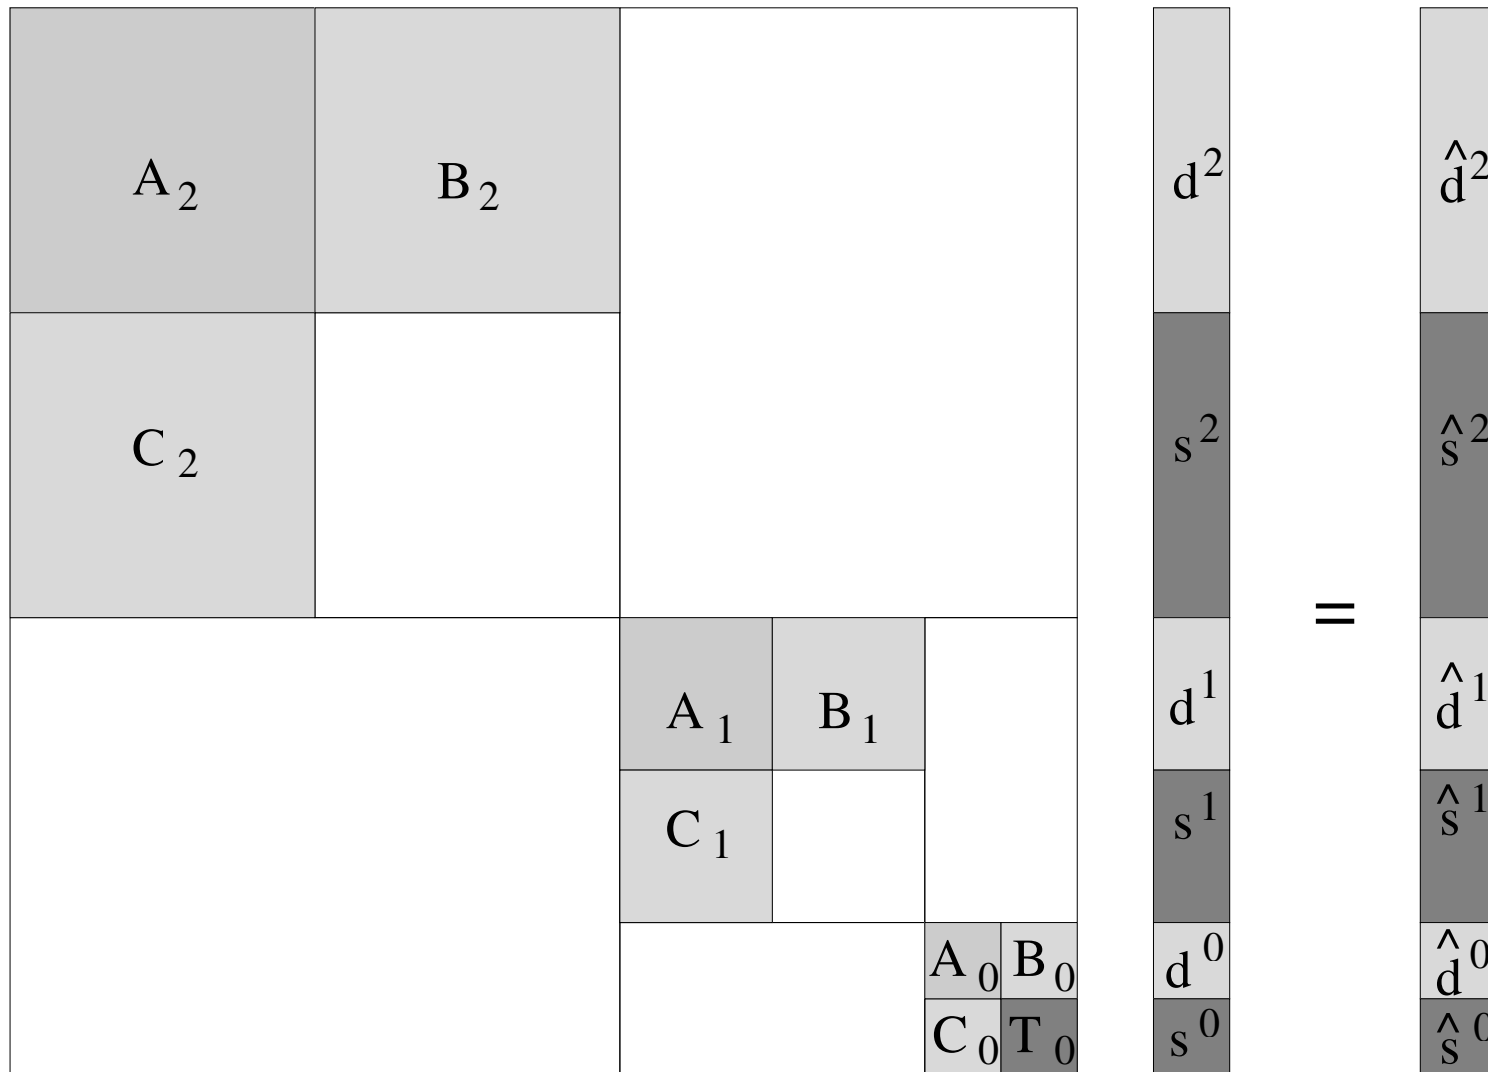 A₂ B₂ d² d̂²
C₂ s² ŝ²
=
A₁ B₁ d¹ d̂¹
C₁ s¹ ŝ¹
A₀ B₀ d⁰ d̂⁰
C₀ T₀ s⁰ ŝ⁰